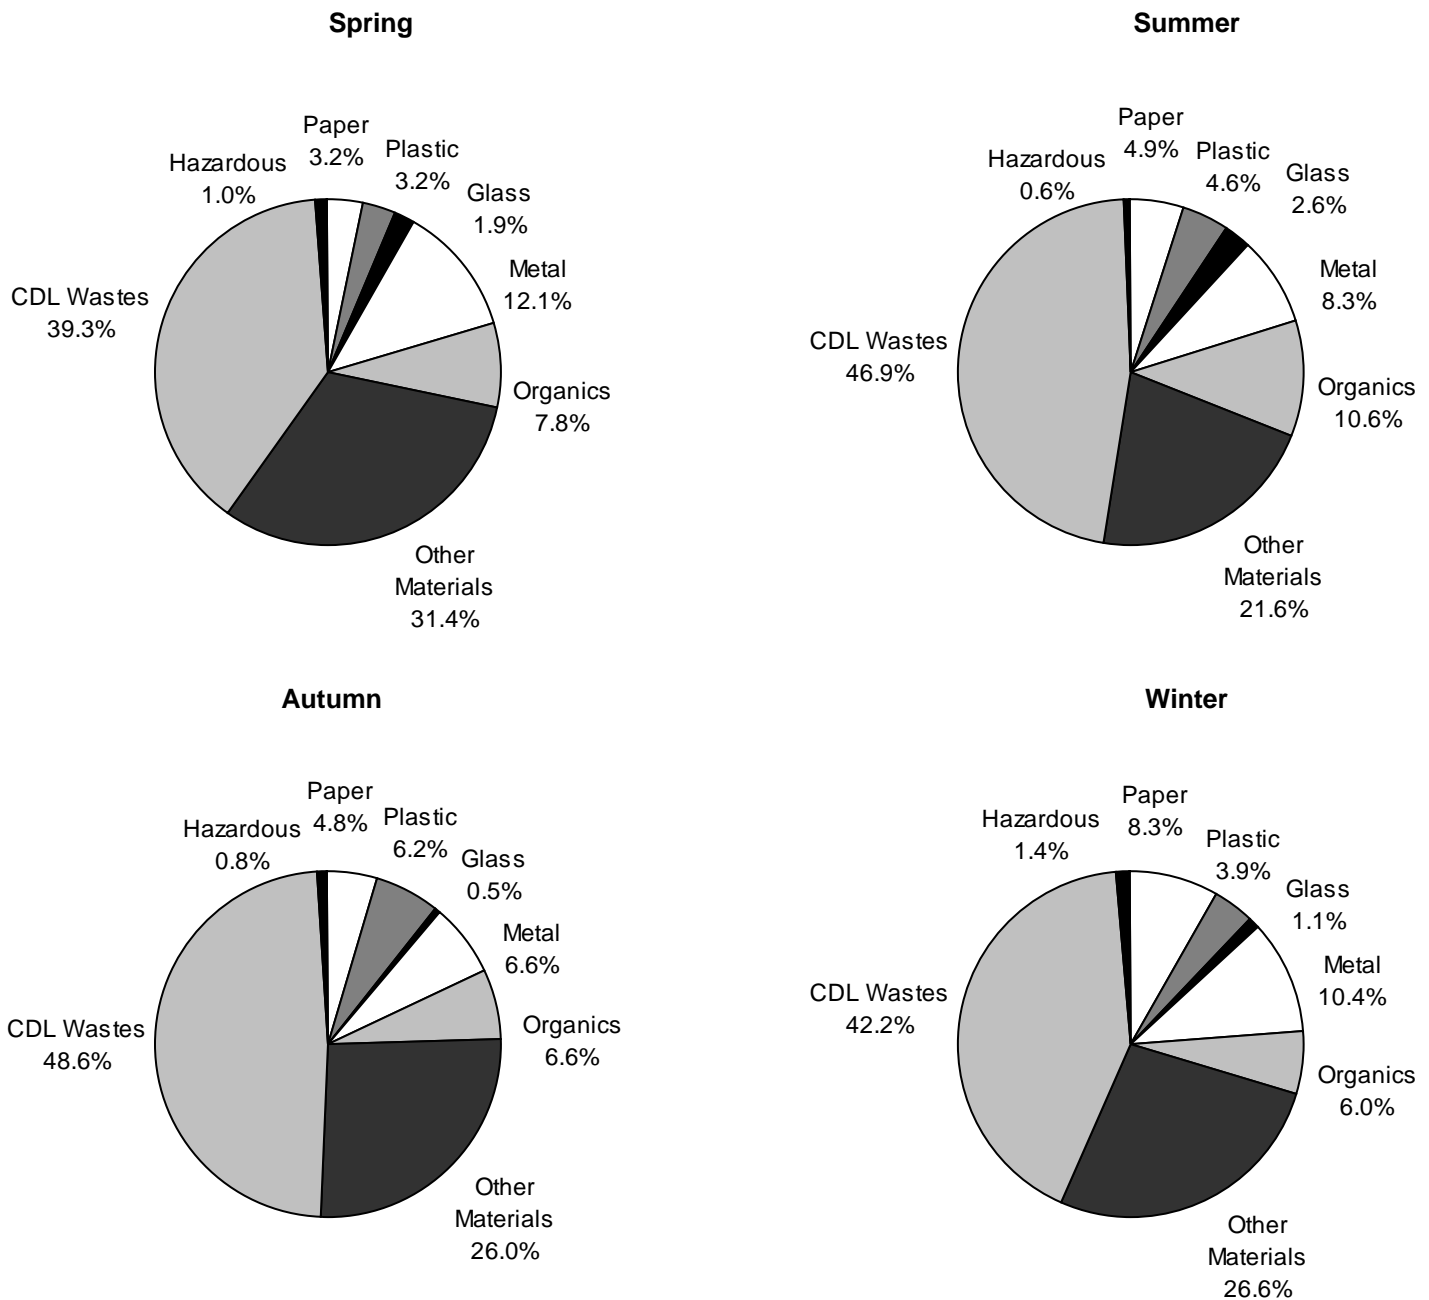 Spring
Paper
3.2%
Plastic
3.2%
Hazardous
1.0%
Glass
1.9%
Metal
12.1%
CDL Wastes
39.3%
Organics
7.8%
Other
Materials
31.4%
Summer
Paper
4.9%
Plastic
4.6%
Hazardous
0.6%
Glass
2.6%
Metal
8.3%
CDL Wastes
46.9%
Organics
10.6%
Other
Materials
21.6%
Autumn
Paper
4.8%
Plastic
6.2%
Hazardous
0.8%
Glass
0.5%
Metal
6.6%
CDL Wastes
48.6%
Organics
6.6%
Other
Materials
26.0%
Winter
Paper
8.3%
Hazardous
1.4%
Plastic
3.9%
Glass
1.1%
Metal
10.4%
CDL Wastes
42.2%
Organics
6.0%
Other
Materials
26.6%